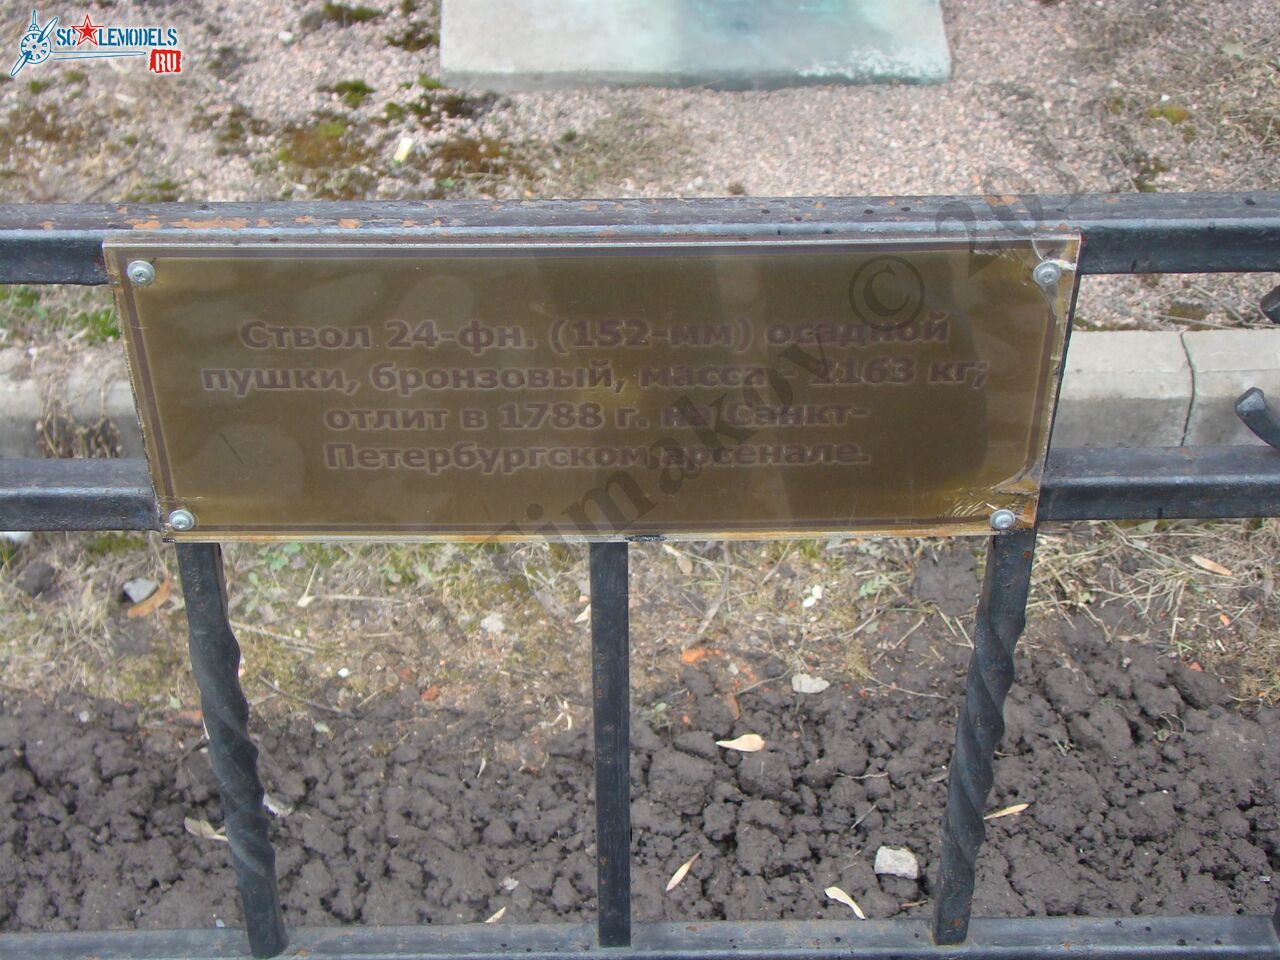 SCALEMODELS
RU
Ствол 24-фн. (152-мм) осадной
пушки, бронзовый, масса - 2163 кг;
отлит в 1788 г. на Санкт-
Петербургском арсенале.
Timakov ©